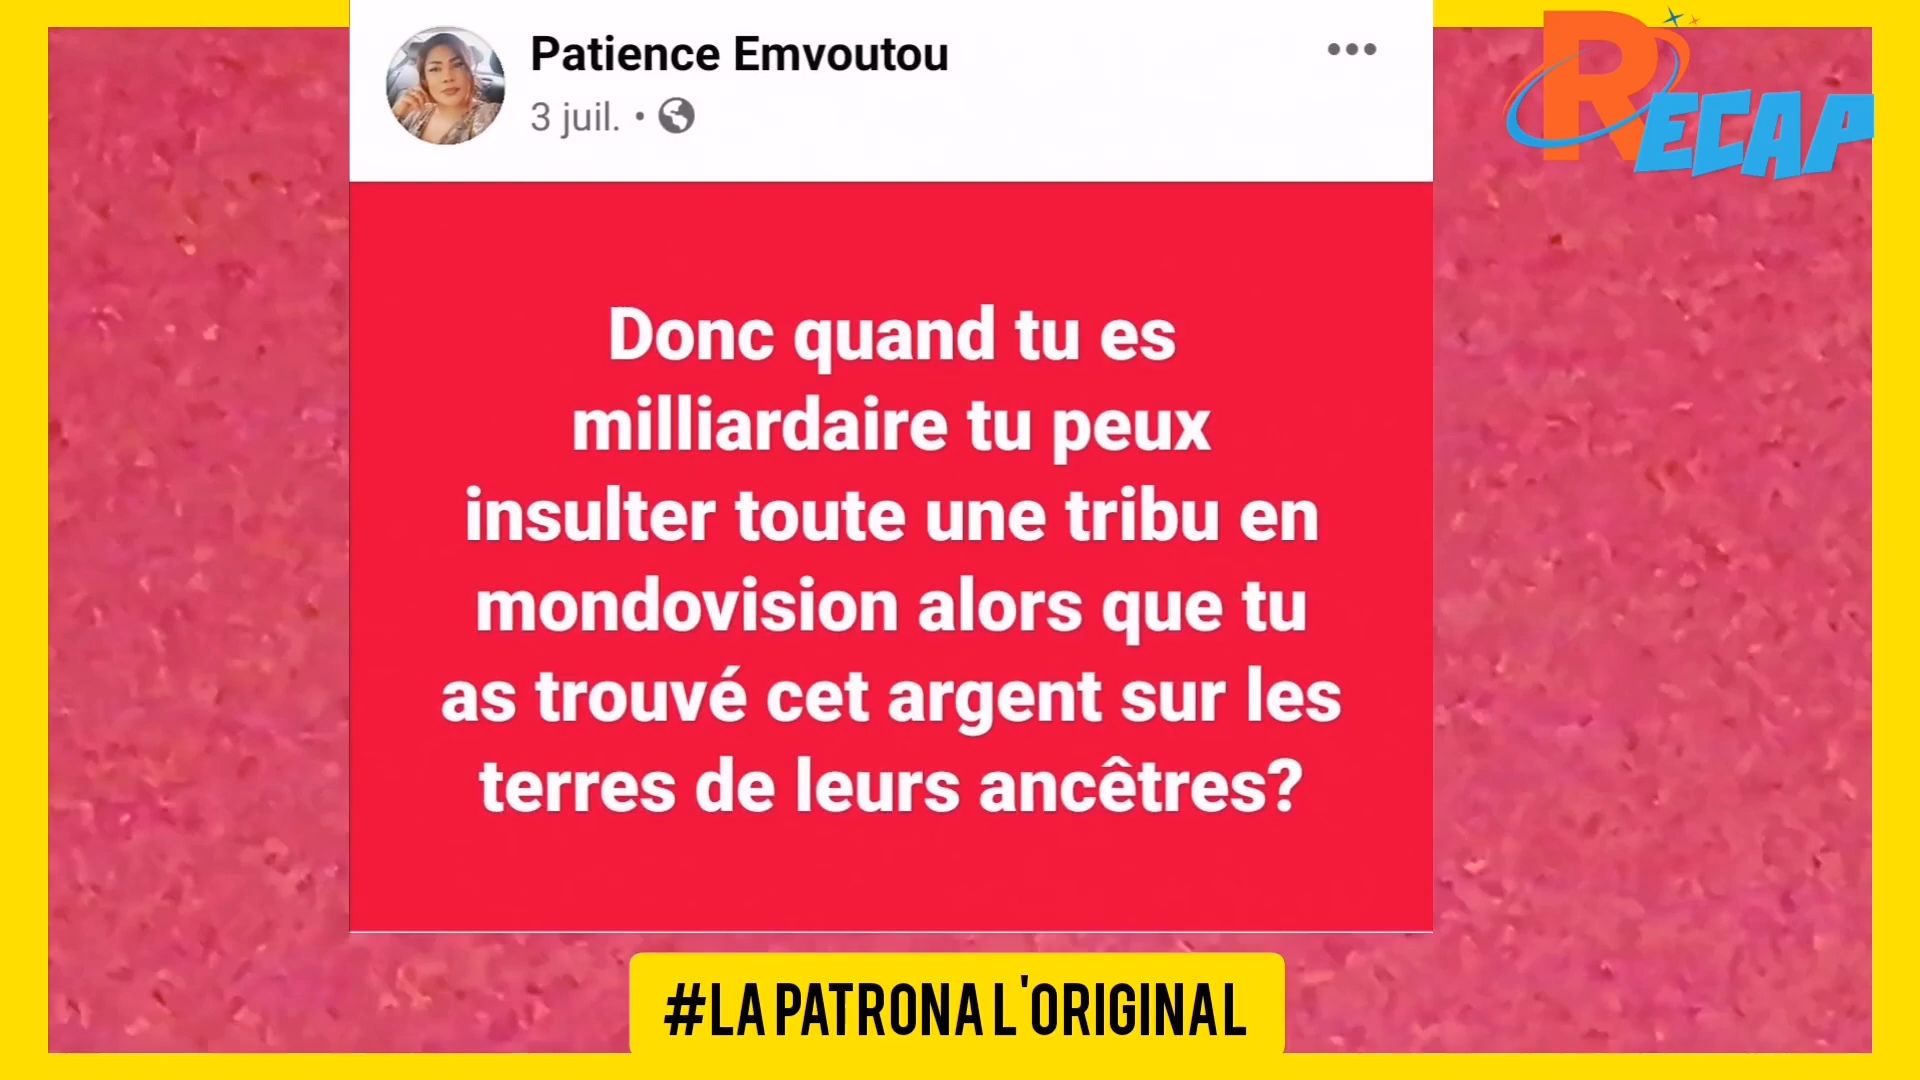 Patience Emvoutou
3 juil. •
RECAP
Donc quand tu es
milliardaire tu peux
insulter toute une tribu en
mondovision alors que tu
as trouvé cet argent sur les
terres de leurs ancêtres?
#LA PATRONA L'ORIGINAL